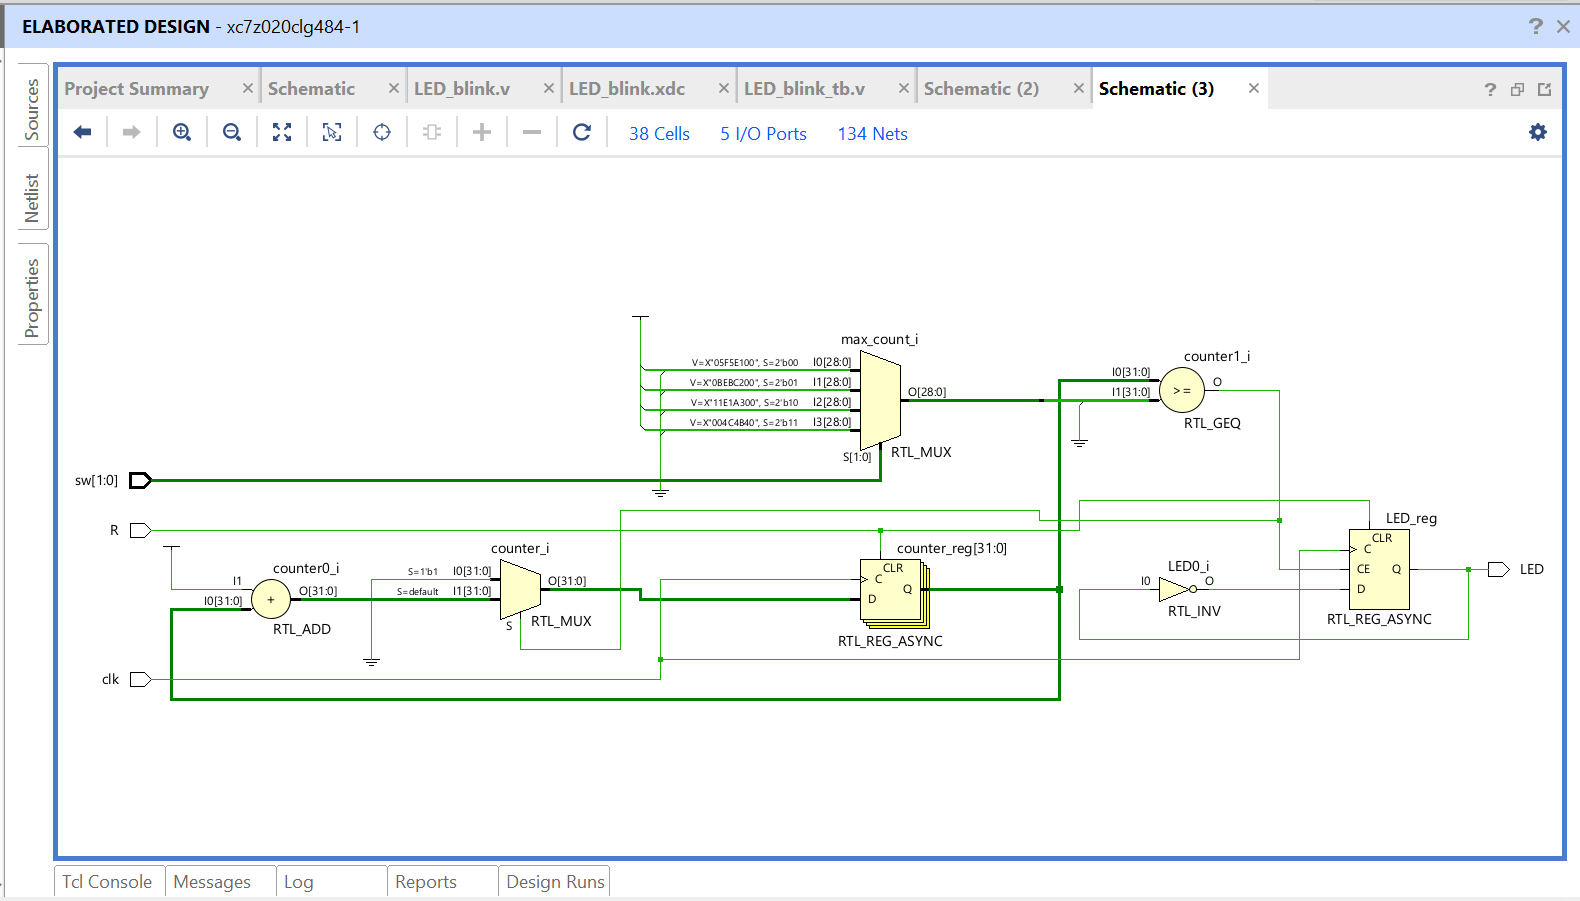 ELABORATED DESIGN - xc7z020clg484-1
Sources
Netlist
Properties
Project Summary
Schematic
LED_blink.v
LED_blink.xdc
LED_blink_tb.v
Schematic (2)
Schematic (3)
38 Cells
5 I/O Ports
134 Nets
max_count_i
V=X"05F5E100", S=2'b00 I0[28:0]
V=X"0BEBC200", S=2'b01 I1[28:0]
V=X"11E1A300", S=2'b10 I2[28:0]
V=X"004C4B40", S=2'b11 I3[28:0]
O[28:0]
S[1:0]
RTL_MUX
counter1_i
I0[31:0]
I1[31:0]
>=
O
RTL_GEQ
sw[1:0]
R
counter0_i
I1
I0[31:0]
+
O[31:0]
RTL_ADD
counter_i
S=1'b1 I0[31:0]
S=default I1[31:0]
O[31:0]
S
RTL_MUX
counter_reg[31:0]
CLR
C
D
Q
RTL_REG_ASYNC
LED0_i
I0
O
RTL_INV
LED_reg
CLR
C
CE
D
Q
RTL_REG_ASYNC
LED
clk
Tcl Console
Messages
Log
Reports
Design Runs